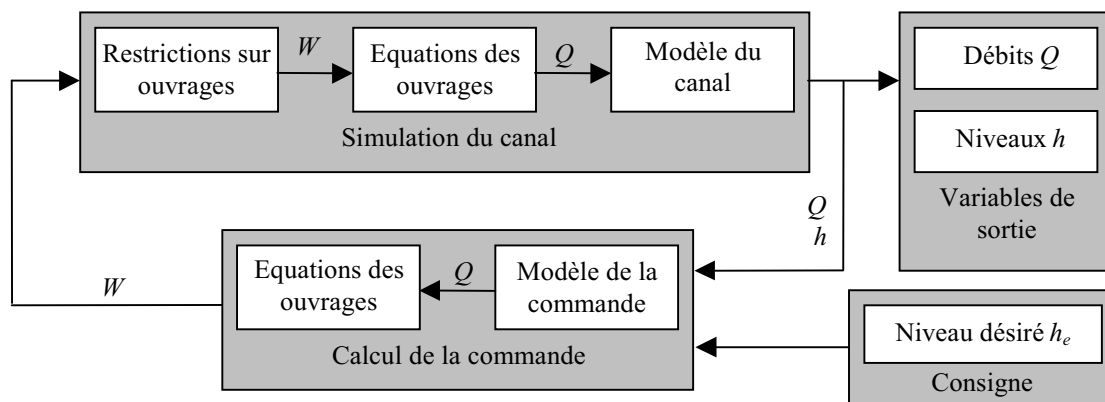 Restrictions sur
ouvrages
W
Equations des
ouvrages
Q
Modèle du
canal
Simulation du canal
Débits Q
Niveaux h
Variables de
sortie
Q
h
Equations des
ouvrages
Q
Modèle de la
commande
Calcul de la commande
W
Niveau désiré hₑ
Consigne